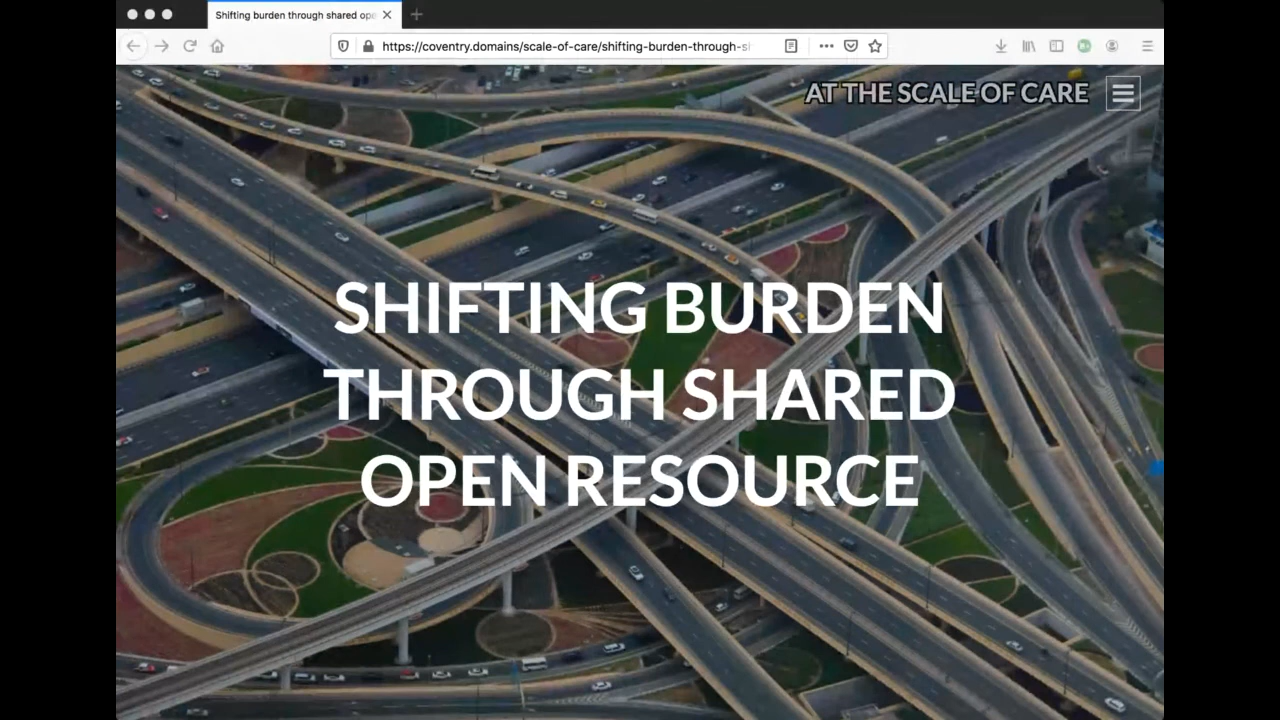 Shifting burden through shared ope
https://coventry.domains/scale-of-care/shifting-burden-through-s
AT THE SCALE OF CARE
SHIFTING BURDEN
THROUGH SHARED
OPEN RESOURCE